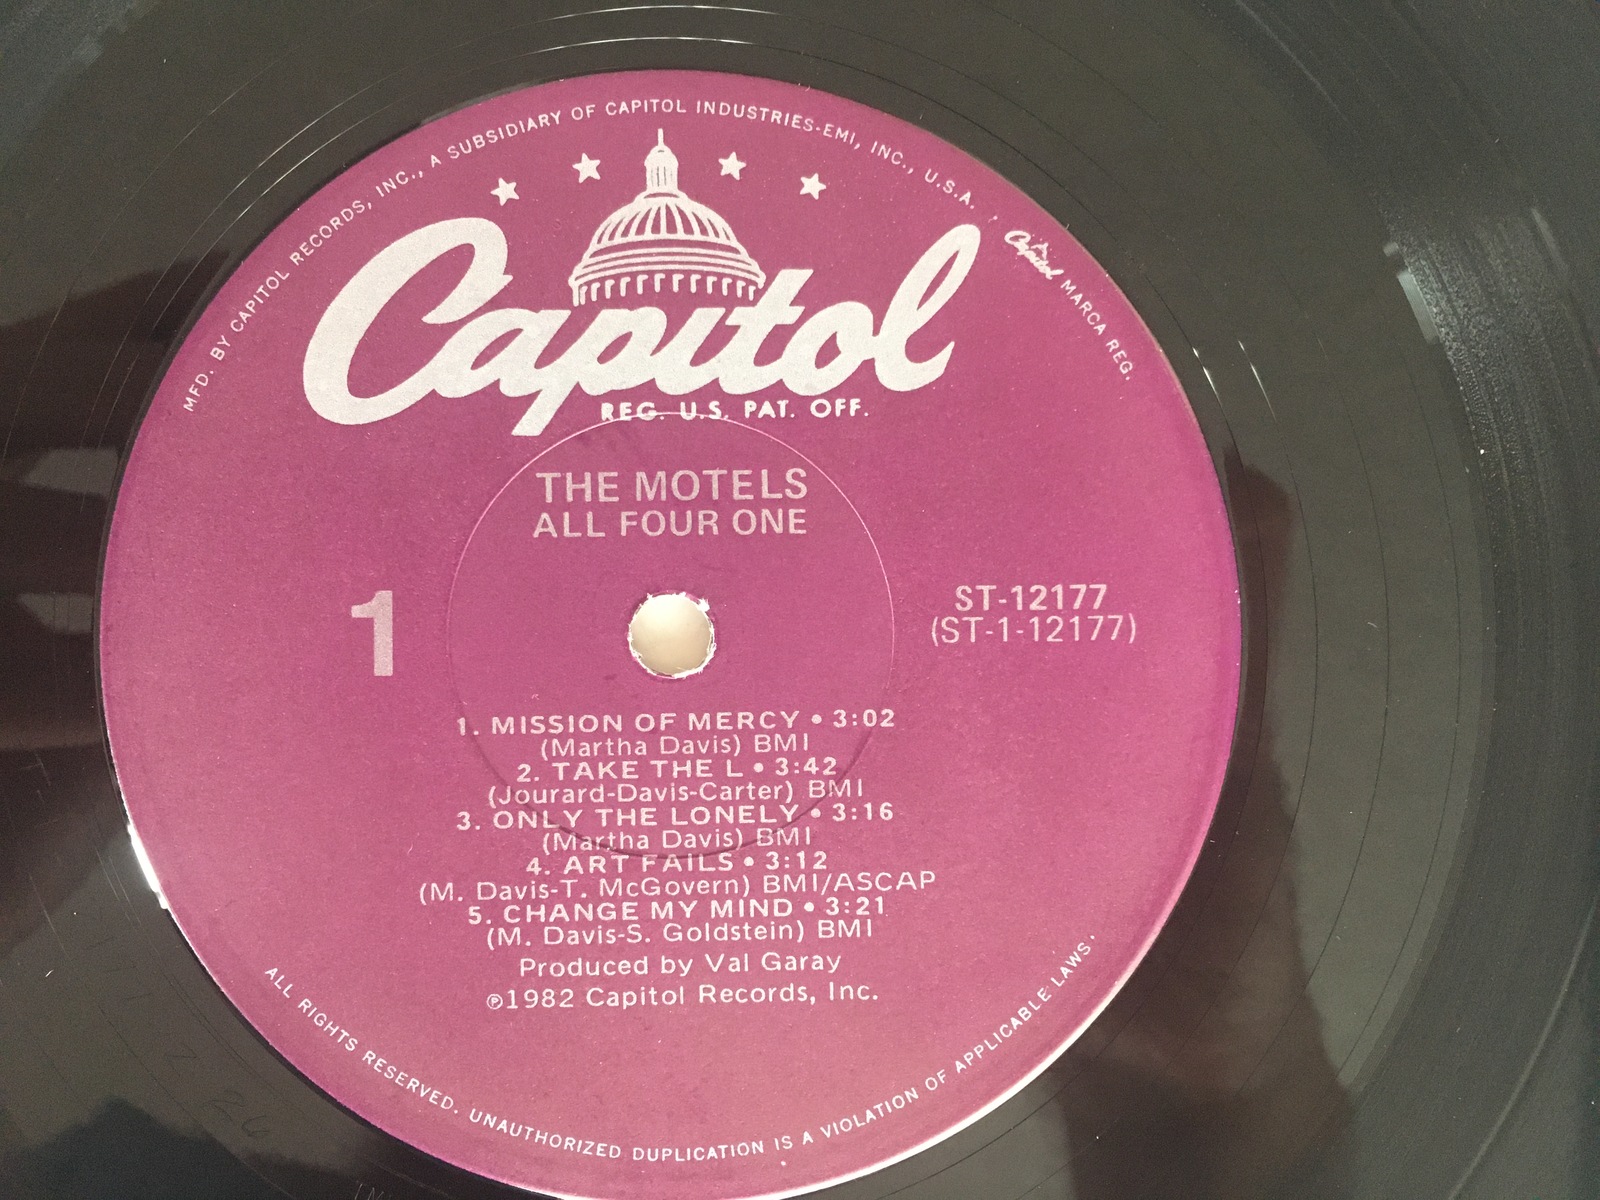 MFD. BY CAPITOL RECORDS, INC., A SUBSIDIARY OF CAPITOL INDUSTRIES-EMI, INC., U.S.A. · Capitol MARCA REG.
Capitol
REG. U.S. PAT. OFF.
THE MOTELS
ALL FOUR ONE
1
ST-12177
(ST-1-12177)
1. MISSION OF MERCY • 3:02
(Martha Davis) BMI
2. TAKE THE L • 3:42
(Jourard-Davis-Carter) BMI
3. ONLY THE LONELY • 3:16
(Martha Davis) BMI
4. ART FAILS • 3:12
(M. Davis-T. McGovern) BMI/ASCAP
5. CHANGE MY MIND • 3:21
(M. Davis-S. Goldstein) BMI
Produced by Val Garay
℗1982 Capitol Records, Inc.
ALL RIGHTS RESERVED. UNAUTHORIZED DUPLICATION IS A VIOLATION OF APPLICABLE LAWS.